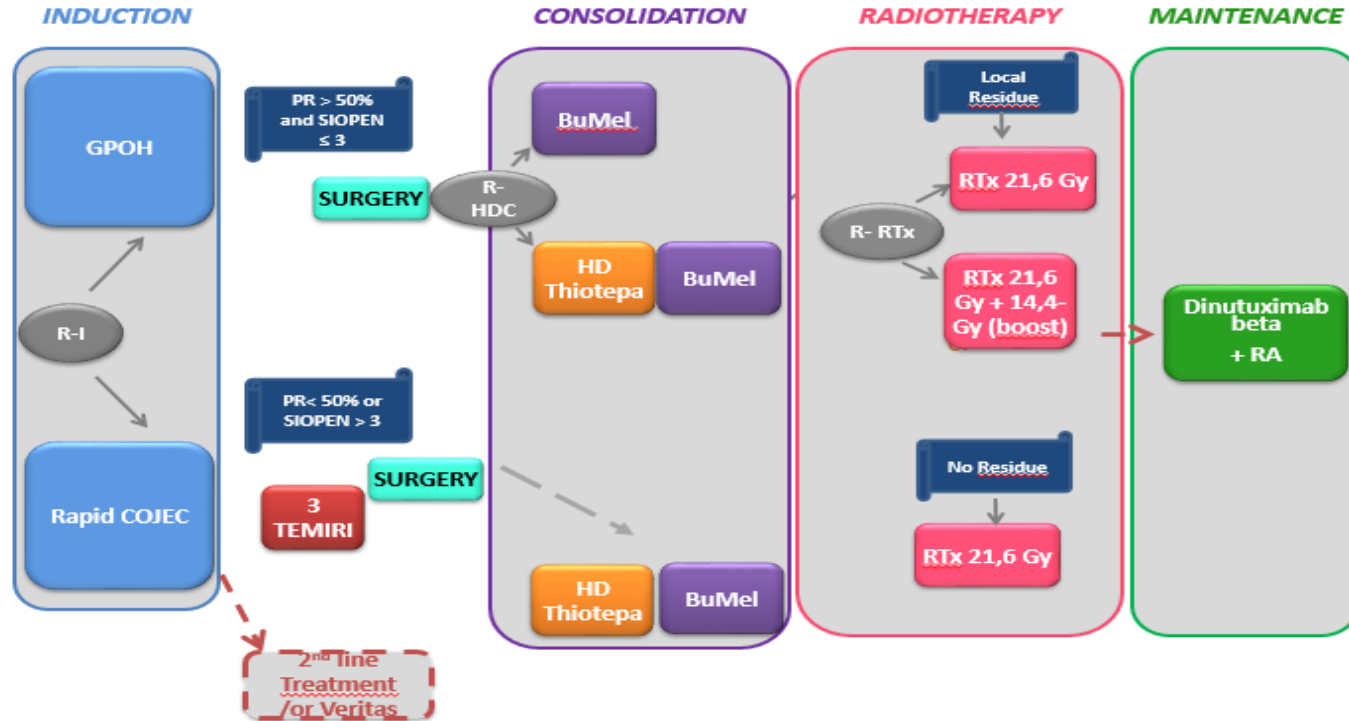 INDUCTION
CONSOLIDATION
RADIOTHERAPY
MAINTENANCE
GPOH
R-I
Rapid COJEC
PR > 50%
and SIOPEN
≤ 3
SURGERY
R-
HDC
BuMel
HD
Thiotepa
BuMel
PR< 50% or
SIOPEN > 3
SURGERY
3
TEMIRI
HD
Thiotepa
BuMel
2nd line
Treatment
/or Veritas
Local
Residue
RTx 21,6 Gy
R- RTx
RTx 21,6
Gy + 14,4-
Gy (boost)
No Residue
RTx 21,6 Gy
Dinutuximab
beta
+ RA